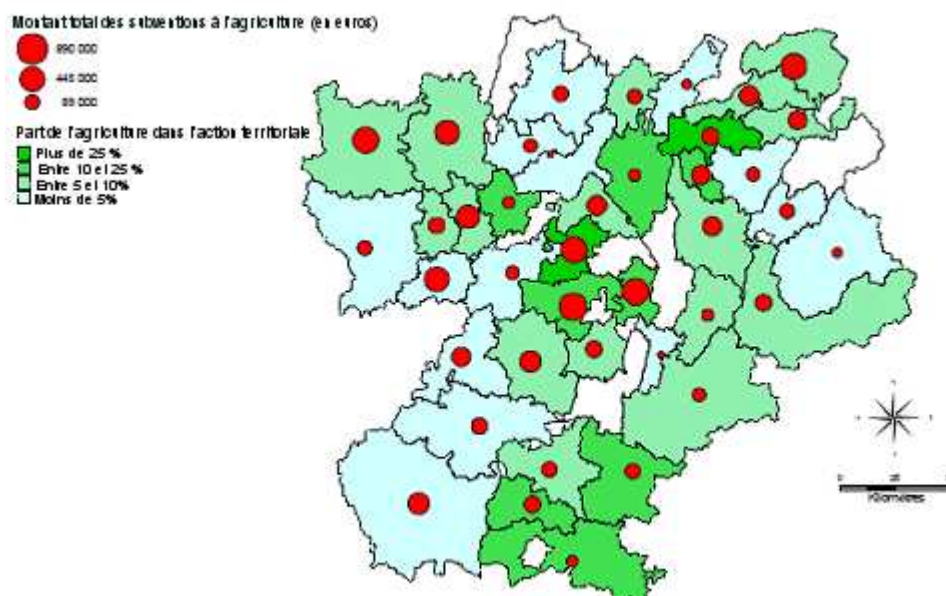 Montant total des subventions à l'agriculture (en euros)
890 000
445 000
89 000
Part de l'agriculture dans l'action territoriale
Plus de 25 %
Entre 10 et 25 %
Entre 5 et 10%
Moins de 5%
0
Kilomètres